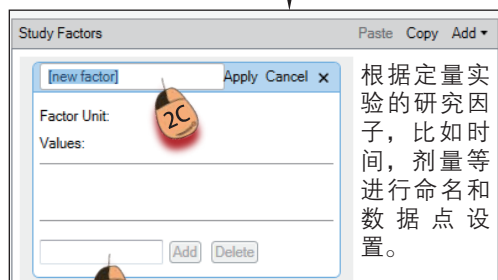 Study Factors Paste Copy Add
[new factor] Apply Cancel x
2C
Factor Unit:
Values:
Add Delete
根据定量实
验的研究因
子，比如时
间，剂量等
进行命名和
数据点设
置。